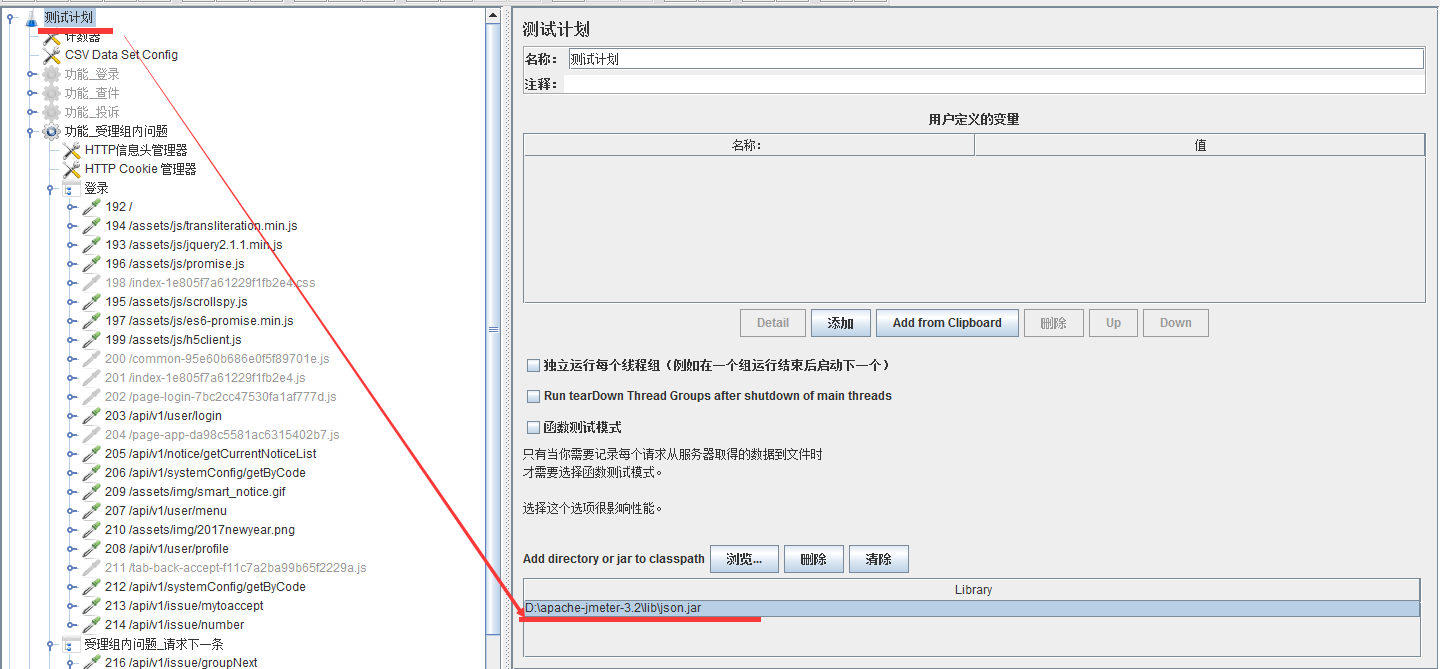 测试计划
计数器
CSV Data Set Config
功能_登录
功能_查件
功能_投诉
功能_受理组内问题
HTTP信息头管理器
HTTP Cookie 管理器
登录
192 /
194 /assets/js/transliteration.min.js
193 /assets/js/jquery2.1.1.min.js
196 /assets/js/promise.js
198 /index-1e805f7a61229f1fb2e4.css
195 /assets/js/scrollspy.js
197 /assets/js/es6-promise.min.js
199 /assets/js/h5client.js
200 /common-95e60b686e0f5f89701e.js
201 /index-1e805f7a61229f1fb2e4.js
202 /page-login-7bc2cc47530fa1af777d.js
203 /api/v1/user/login
204 /page-app-da98c5581ac6315402b7.js
205 /api/v1/notice/getCurrentNoticeList
206 /api/v1/systemConfig/getByCode
209 /assets/img/smart_notice.gif
207 /api/v1/user/menu
210 /assets/img/2017newyear.png
208 /api/v1/user/profile
211 /tab-back-accept-f11c7a2ba99b65f2229a.js
212 /api/v1/systemConfig/getByCode
213 /api/v1/issue/mytoaccept
214 /api/v1/issue/number
受理组内问题_请求下一条
216 /api/v1/issue/groupNext
测试计划
名称： 测试计划
注释：
用户定义的变量
名称: 值
Detail 添加 Add from Clipboard 删除 Up Down
独立运行每个线程组（例如在一个组运行结束后启动下一个）
Run tearDown Thread Groups after shutdown of main threads
函数测试模式
只有当你需要记录每个请求从服务器取得的数据到文件时
才需要选择函数测试模式。
选择这个选项很影响性能。
Add directory or jar to classpath 浏览... 删除 清除
Library
D:\apache-jmeter-3.2\lib\json.jar